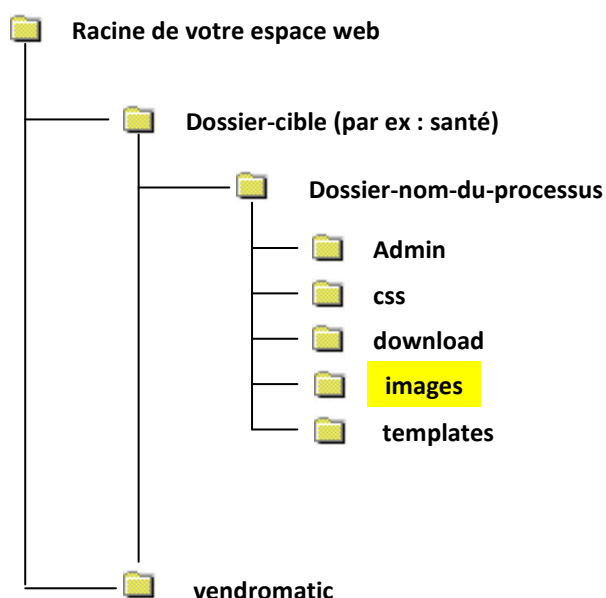 Racine de votre espace web
Dossier-cible (par ex : santé)
Dossier-nom-du-processus
Admin
css
download
images
templates
vendromatic